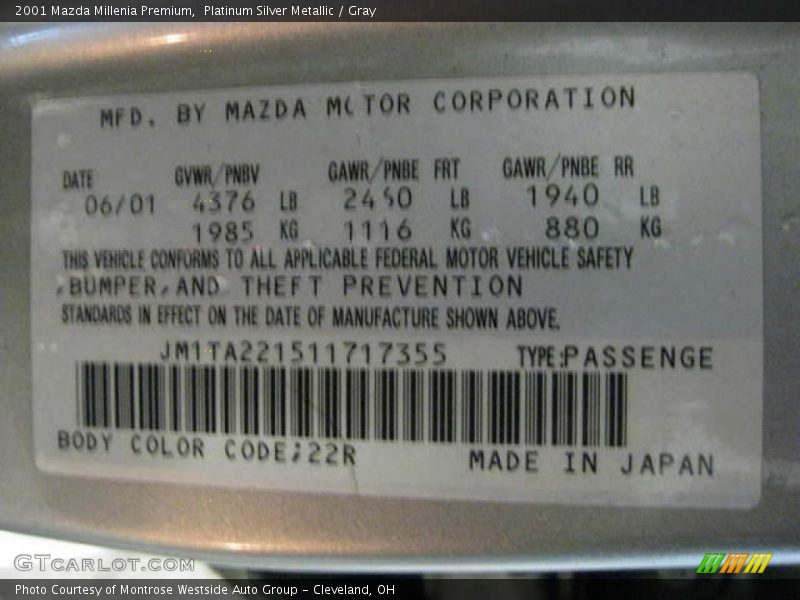 2001 Mazda Millenia Premium,  Platinum Silver Metallic / Gray
MFD. BY MAZDA MOTOR CORPORATION
DATE GVWR/PNBV GAWR/PNBE FRT GAWR/PNBE RR
06/01 4376 LB 2460 LB 1940 LB
1985 KG 1116 KG 880 KG
THIS VEHICLE CONFORMS TO ALL APPLICABLE FEDERAL MOTOR VEHICLE SAFETY
,BUMPER,AND THEFT PREVENTION
STANDARDS IN EFFECT ON THE DATE OF MANUFACTURE SHOWN ABOVE.
JM1TA221511717355 TYPE:PASSENGE
BODY COLOR CODE;22R MADE IN JAPAN
GTCARLOT.COM
Photo Courtesy of Montrose Westside Auto Group - Cleveland, OH